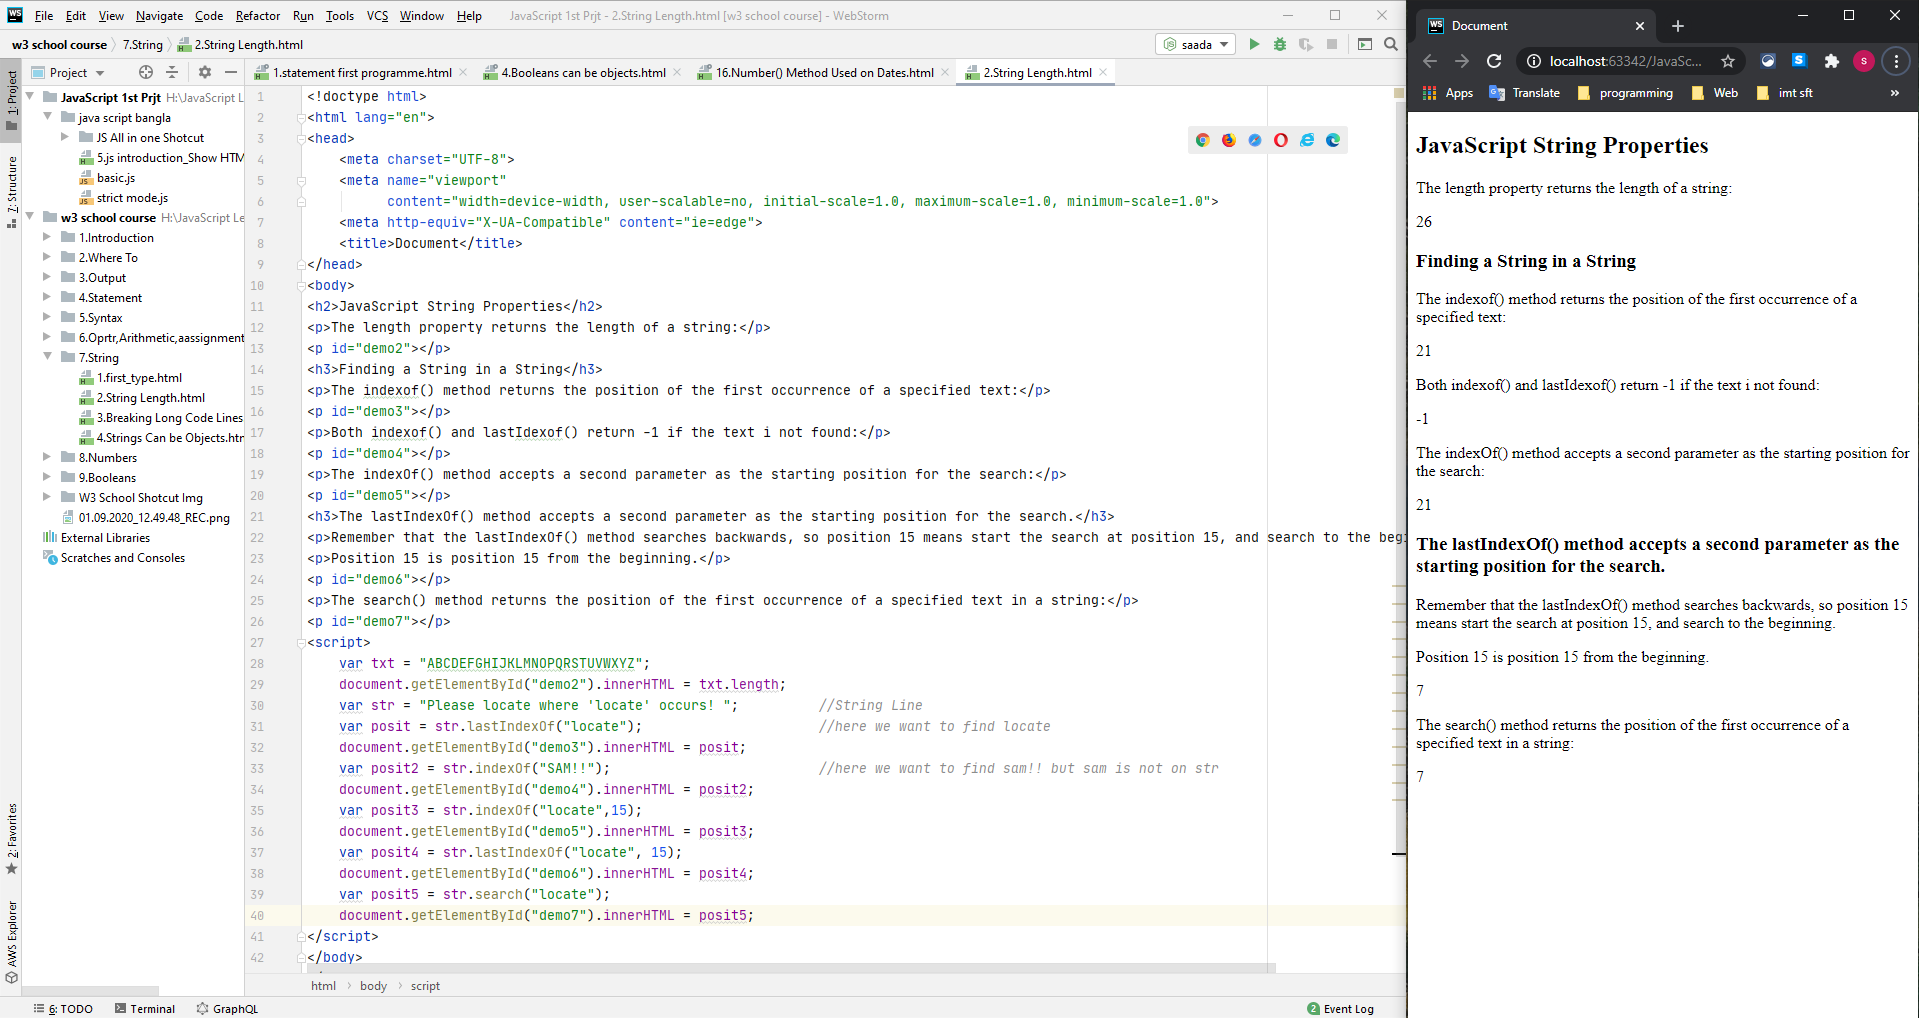 WS File Edit View Navigate Code Refactor Run Tools VCS Window Help JavaScript 1st Prjt - 2.String Length.html [w3 school course] - WebStorm
w3 school course 7.String 2.String Length.html saada
Project
1.statement first programme.html 4.Booleans can be objects.html 16.Number() Method Used on Dates.html 2.String Length.html
1: Project
7: Structure
2: Favorites
AWS Explorer
JavaScript 1st Prjt H:\JavaScript L
java script bangla
JS All in one Shotcut
5.js introduction_Show HTM
basic.js
strict mode.js
w3 school course H:\JavaScript Le
1.Introduction
2.Where To
3.Output
4.Statement
5.Syntax
6.Oprtr,Arithmetic,aassignment
7.String
1.first_type.html
2.String Length.html
3.Breaking Long Code Lines
4.Strings Can be Objects.htr
8.Numbers
9.Booleans
W3 School Shotcut Img
01.09.2020_12.49.48_REC.png
External Libraries
Scratches and Consoles
1 <!doctype html>
2 <html lang="en">
3 <head>
4 <meta charset="UTF-8">
5 <meta name="viewport"
6 content="width=device-width, user-scalable=no, initial-scale=1.0, maximum-scale=1.0, minimum-scale=1.0">
7 <meta http-equiv="X-UA-Compatible" content="ie=edge">
8 <title>Document</title>
9 </head>
10 <body>
11 <h2>JavaScript String Properties</h2>
12 <p>The length property returns the length of a string:</p>
13 <p id="demo2"></p>
14 <h3>Finding a String in a String</h3>
15 <p>The indexof() method returns the position of the first occurrence of a specified text:</p>
16 <p id="demo3"></p>
17 <p>Both indexof() and lastIdexof() return -1 if the text i not found:</p>
18 <p id="demo4"></p>
19 <p>The indexOf() method accepts a second parameter as the starting position for the search:</p>
20 <p id="demo5"></p>
21 <h3>The lastIndexOf() method accepts a second parameter as the starting position for the search.</h3>
22 <p>Remember that the lastIndexOf() method searches backwards, so position 15 means start the search at position 15, and search to the begi
23 <p>Position 15 is position 15 from the beginning.</p>
24 <p id="demo6"></p>
25 <p>The search() method returns the position of the first occurrence of a specified text in a string:</p>
26 <p id="demo7"></p>
27 <script>
28 var txt = "ABCDEFGHIJKLMNOPQRSTUVWXYZ";
29 document.getElementById("demo2").innerHTML = txt.length;
30 var str = "Please locate where 'locate' occurs! "; //String Line
31 var posit = str.lastIndexOf("locate"); //here we want to find locate
32 document.getElementById("demo3").innerHTML = posit;
33 var posit2 = str.indexOf("SAM!!"); //here we want to find sam!! but sam is not on str
34 document.getElementById("demo4").innerHTML = posit2;
35 var posit3 = str.indexOf("locate",15);
36 document.getElementById("demo5").innerHTML = posit3;
37 var posit4 = str.lastIndexOf("locate", 15);
38 document.getElementById("demo6").innerHTML = posit4;
39 var posit5 = str.search("locate");
40 document.getElementById("demo7").innerHTML = posit5;
41 </script>
42 </body>
html body script
6: TODO Terminal GraphQL 2 Event Log
WS Document
localhost:63342/JavaSc... S S
Apps Translate programming Web imt sft »
JavaScript String Properties
The length property returns the length of a string:
26
Finding a String in a String
The indexof() method returns the position of the first occurrence of a
specified text:
21
Both indexof() and lastIdexof() return -1 if the text i not found:
-1
The indexOf() method accepts a second parameter as the starting position for
the search:
21
The lastIndexOf() method accepts a second parameter as the
starting position for the search.
Remember that the lastIndexOf() method searches backwards, so position 15
means start the search at position 15, and search to the beginning.
Position 15 is position 15 from the beginning.
7
The search() method returns the position of the first occurrence of a
specified text in a string:
7